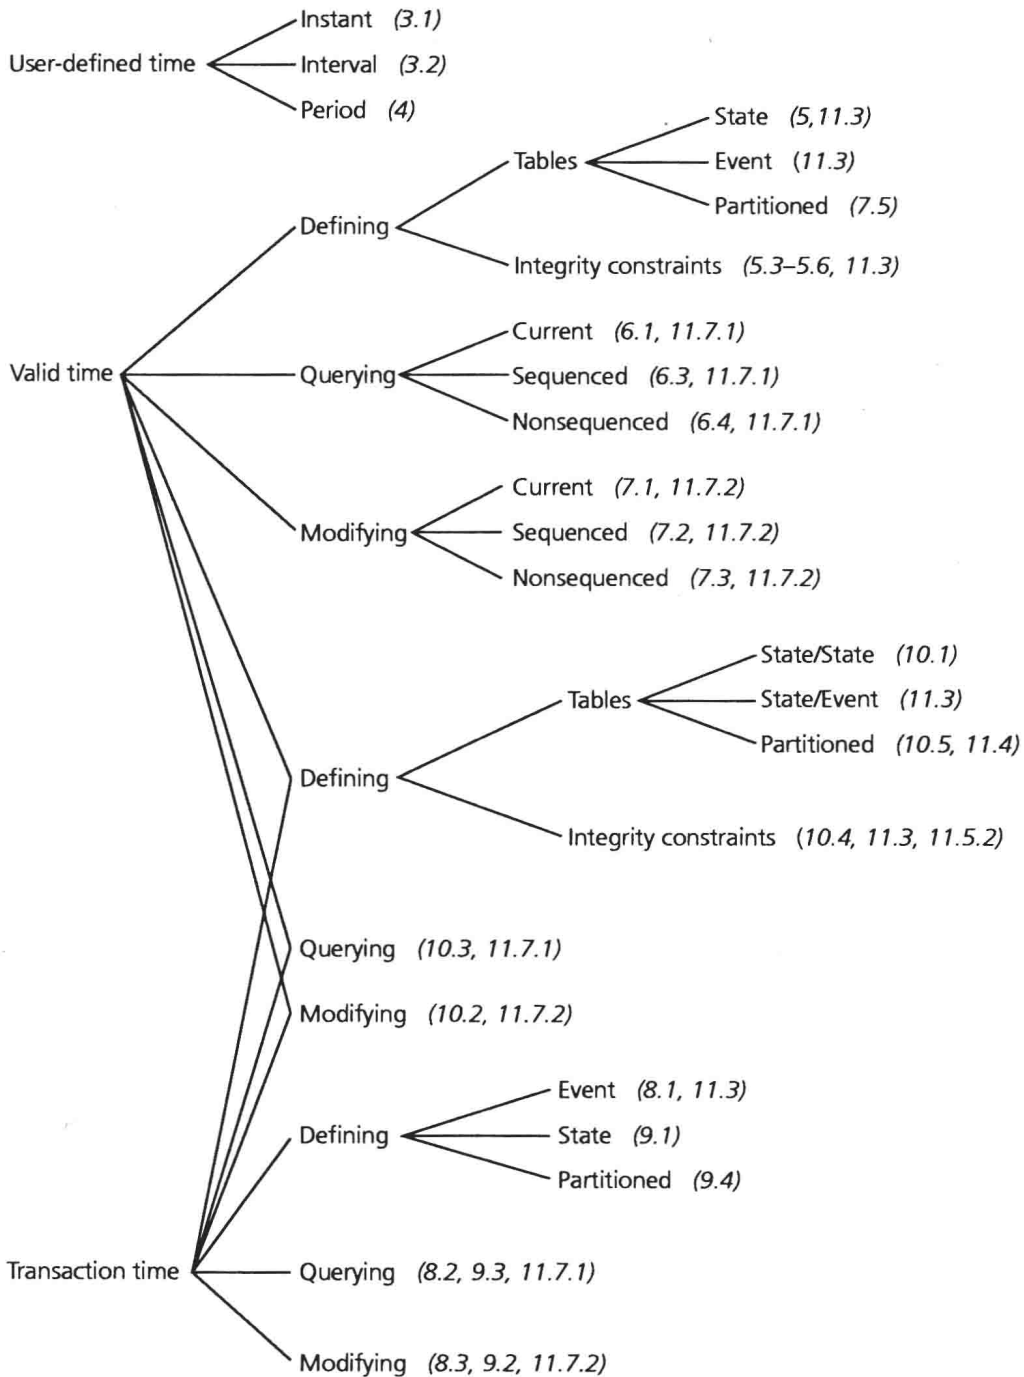 Instant (3.1)
User-defined time
Interval (3.2)
Period (4)
State (5,11.3)
Tables
Event (11.3)
Partitioned (7.5)
Defining
Integrity constraints (5.3–5.6, 11.3)
Current (6.1, 11.7.1)
Valid time
Querying
Sequenced (6.3, 11.7.1)
Nonsequenced (6.4, 11.7.1)
Current (7.1, 11.7.2)
Modifying
Sequenced (7.2, 11.7.2)
Nonsequenced (7.3, 11.7.2)
State/State (10.1)
Tables
State/Event (11.3)
Partitioned (10.5, 11.4)
Defining
Integrity constraints (10.4, 11.3, 11.5.2)
Querying (10.3, 11.7.1)
Modifying (10.2, 11.7.2)
Event (8.1, 11.3)
Defining
State (9.1)
Partitioned (9.4)
Transaction time
Querying (8.2, 9.3, 11.7.1)
Modifying (8.3, 9.2, 11.7.2)